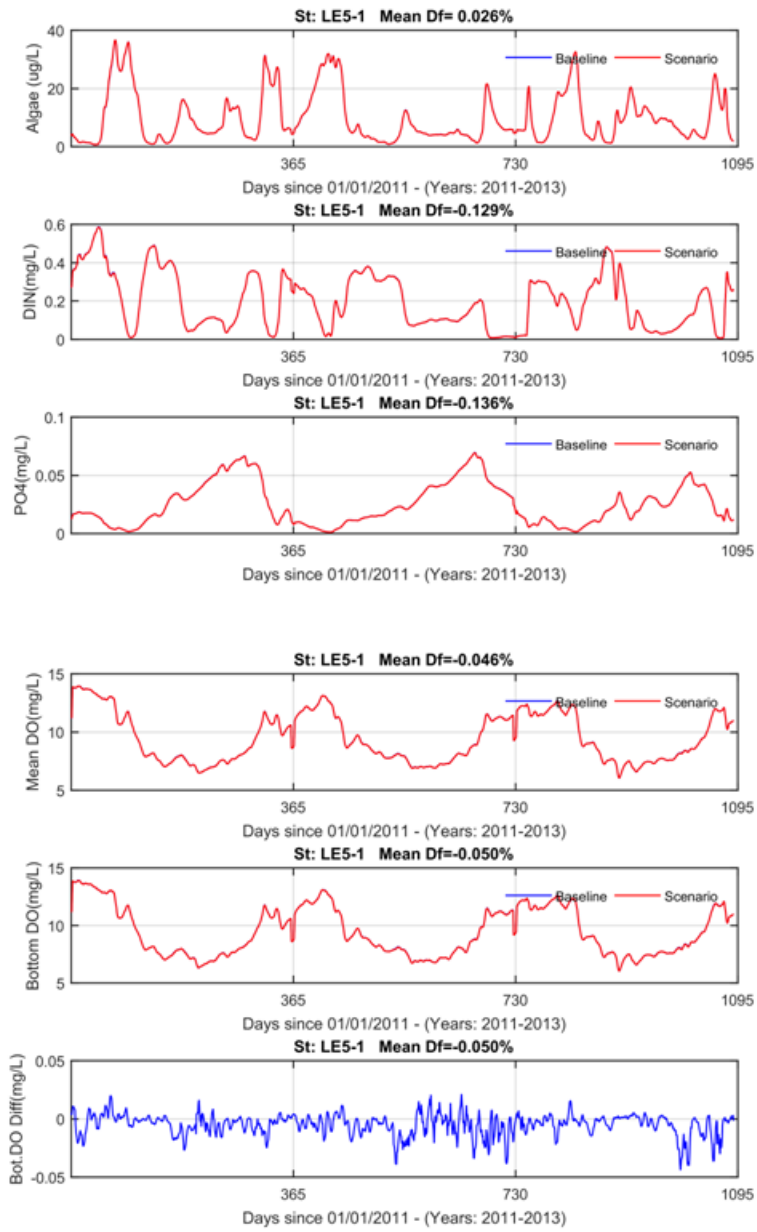 St: LE5-1 Mean Df= 0.026%
40
20
0
Algae (ug/L)
Baseline Scenario
365 730 1095
Days since 01/01/2011 - (Years: 2011-2013)
St: LE5-1 Mean Df=-0.129%
0.6
0.4
0.2
0
DIN(mg/L)
Baseline Scenario
365 730 1095
Days since 01/01/2011 - (Years: 2011-2013)
St: LE5-1 Mean Df=-0.136%
0.1
0.05
0
PO4(mg/L)
Baseline Scenario
365 730 1095
Days since 01/01/2011 - (Years: 2011-2013)
St: LE5-1 Mean Df=-0.046%
15
10
5
Mean DO(mg/L)
Baseline Scenario
365 730 1095
Days since 01/01/2011 - (Years: 2011-2013)
St: LE5-1 Mean Df=-0.050%
15
10
5
Bottom DO(mg/L)
Baseline Scenario
365 730 1095
Days since 01/01/2011 - (Years: 2011-2013)
St: LE5-1 Mean Df=-0.050%
0.05
0
-0.05
Bot.DO Diff(mg/L)
365 730 1095
Days since 01/01/2011 - (Years: 2011-2013)